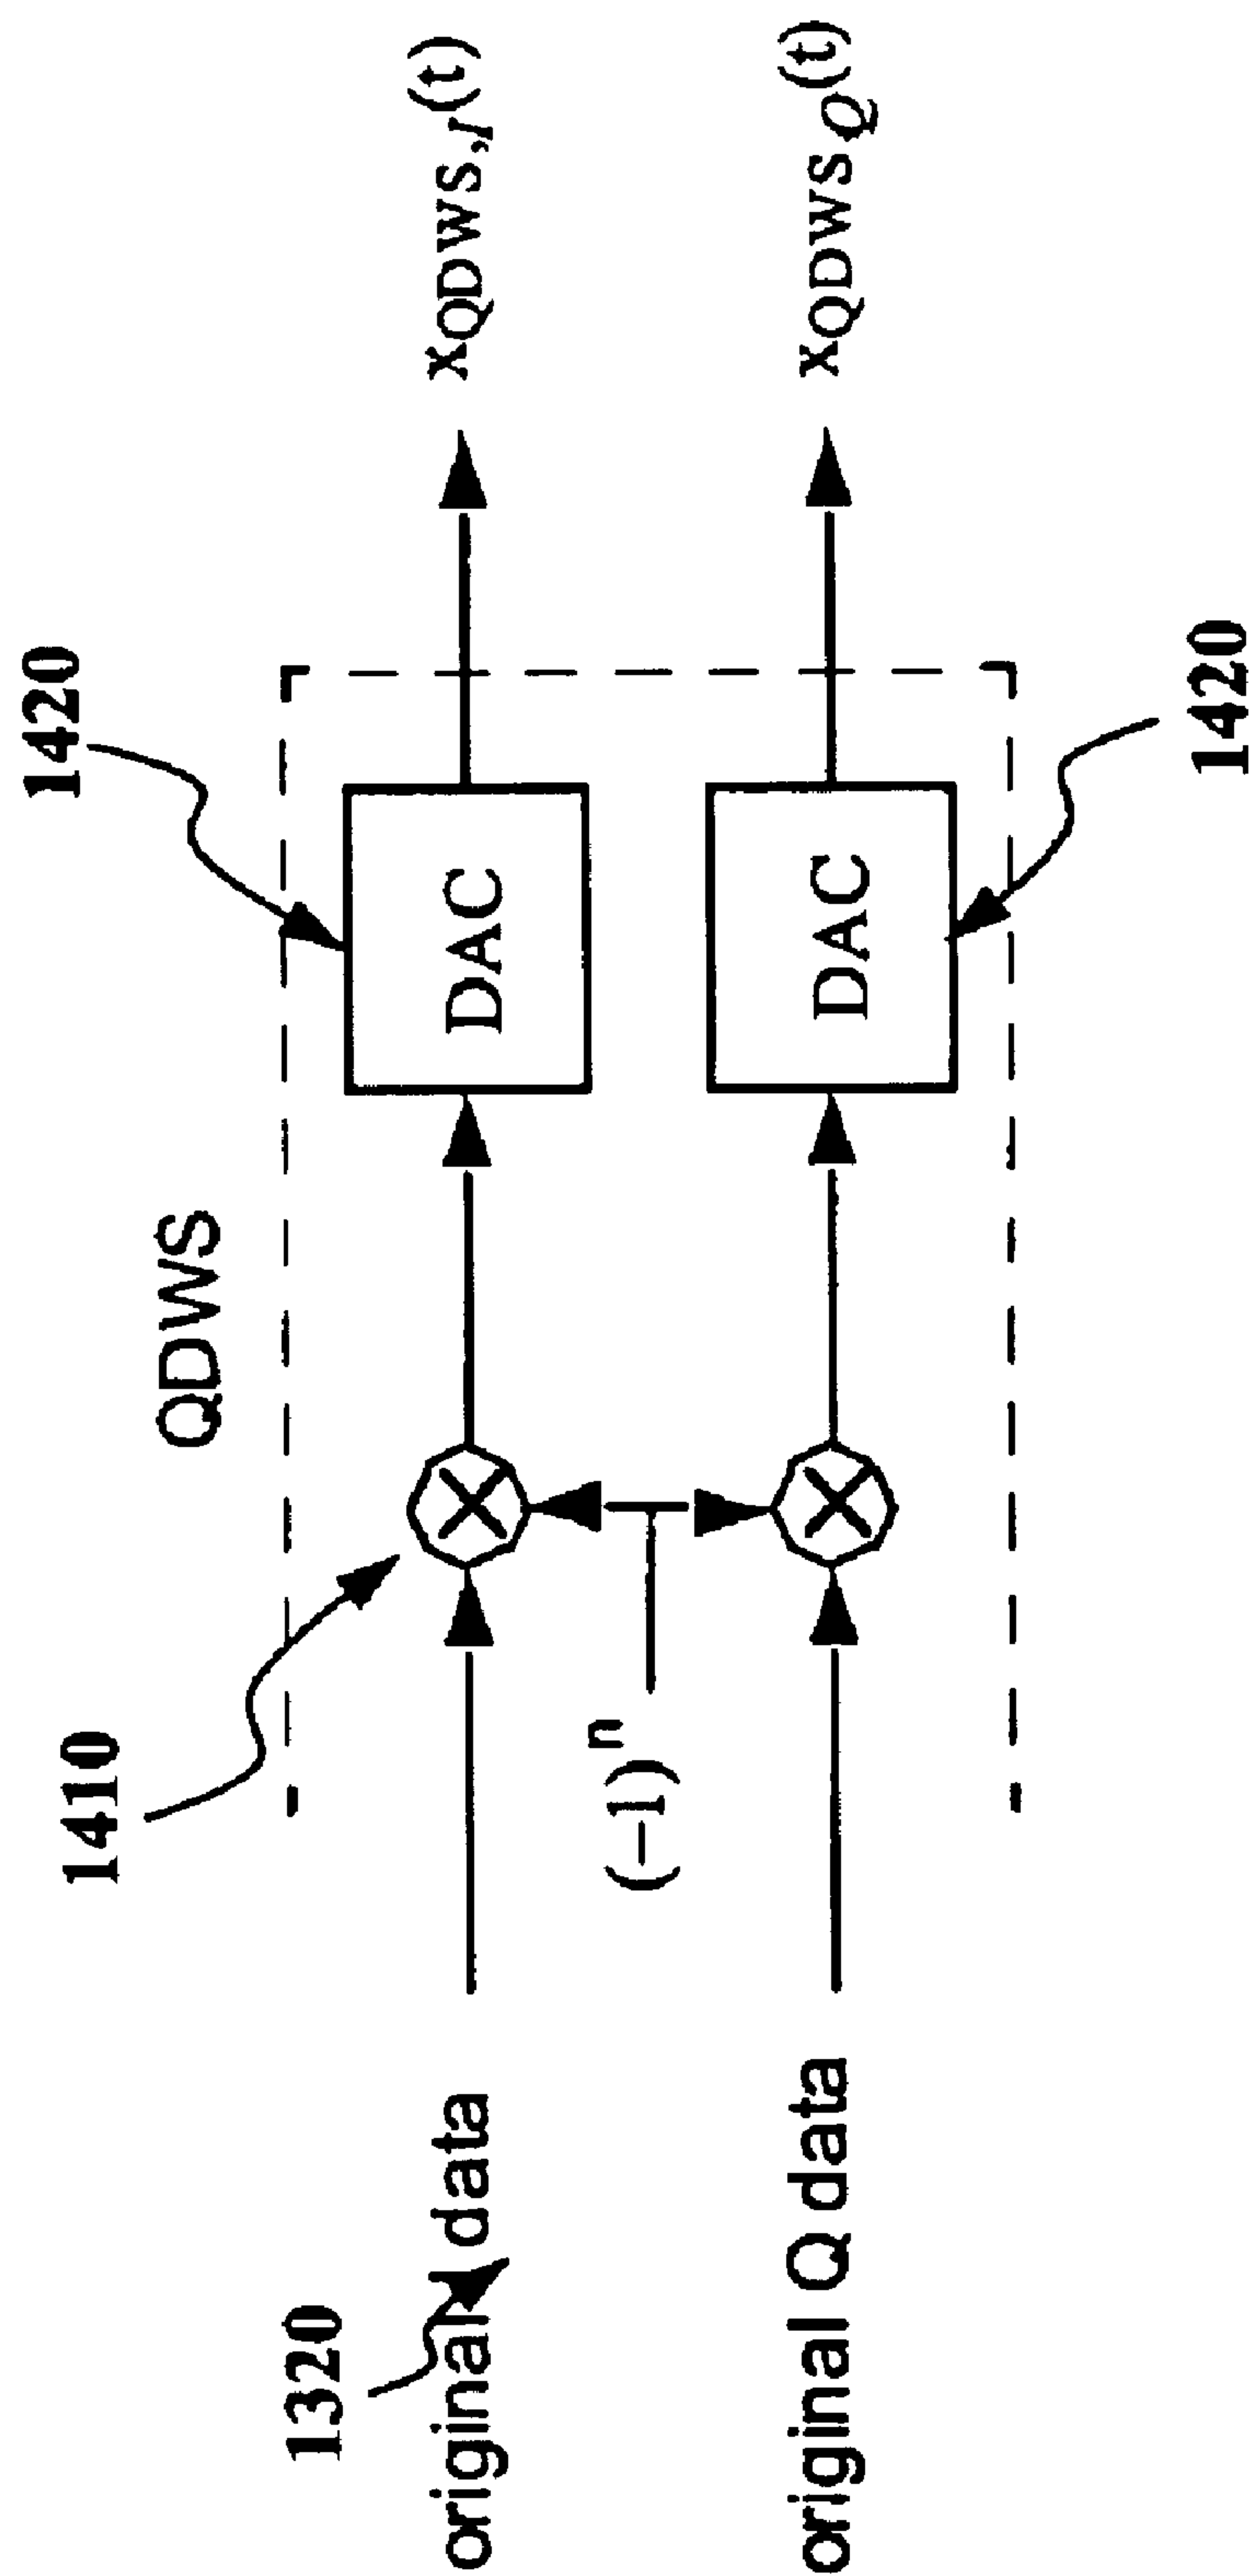 1320
original I data
original Q data
1410
(−1)ⁿ
QDWS
1420
DAC
DAC
1420
x_QDWS,I(t)
x_QDWS Q(t)